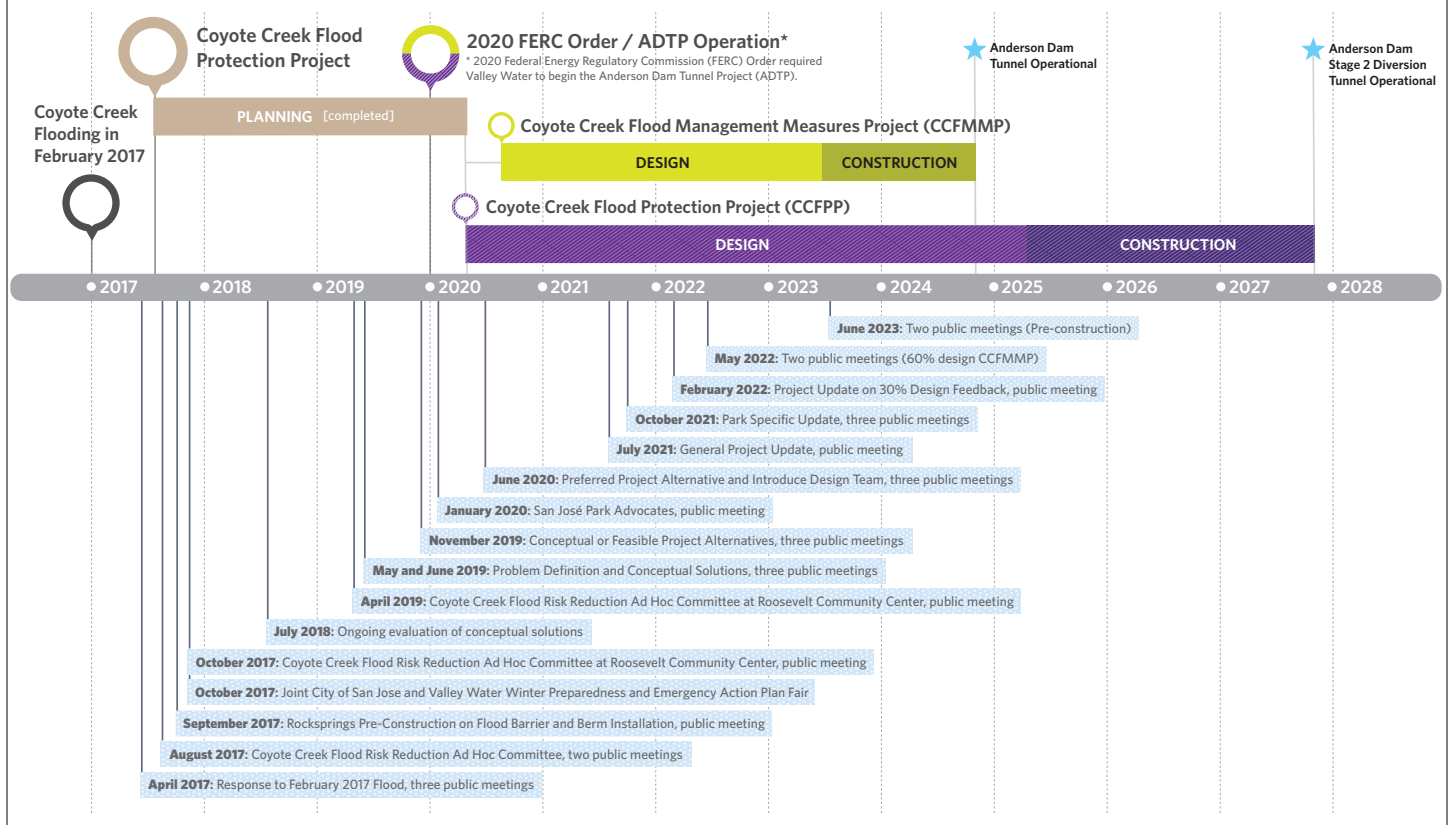 Coyote Creek Flood
Protection Project
2020 FERC Order / ADTP Operation*
* 2020 Federal Energy Regulatory Commission (FERC) Order required
Valley Water to begin the Anderson Dam Tunnel Project (ADTP).
Anderson Dam
Tunnel Operational
Anderson Dam
Stage 2 Diversion
Tunnel Operational
Coyote Creek
Flooding in
February 2017
PLANNING [completed]
Coyote Creek Flood Management Measures Project (CCFMMP)
DESIGN
CONSTRUCTION
Coyote Creek Flood Protection Project (CCFPP)
DESIGN
CONSTRUCTION
2017 2018 2019 2020 2021 2022 2023 2024 2025 2026 2027 2028
June 2023: Two public meetings (Pre-construction)
May 2022: Two public meetings (60% design CCFMMP)
February 2022: Project Update on 30% Design Feedback, public meeting
October 2021: Park Specific Update, three public meetings
July 2021: General Project Update, public meeting
June 2020: Preferred Project Alternative and Introduce Design Team, three public meetings
January 2020: San José Park Advocates, public meeting
November 2019: Conceptual or Feasible Project Alternatives, three public meetings
May and June 2019: Problem Definition and Conceptual Solutions, three public meetings
April 2019: Coyote Creek Flood Risk Reduction Ad Hoc Committee at Roosevelt Community Center, public meeting
July 2018: Ongoing evaluation of conceptual solutions
October 2017: Coyote Creek Flood Risk Reduction Ad Hoc Committee at Roosevelt Community Center, public meeting
October 2017: Joint City of San Jose and Valley Water Winter Preparedness and Emergency Action Plan Fair
September 2017: Rocksprings Pre-Construction on Flood Barrier and Berm Installation, public meeting
August 2017: Coyote Creek Flood Risk Reduction Ad Hoc Committee, two public meetings
April 2017: Response to February 2017 Flood, three public meetings